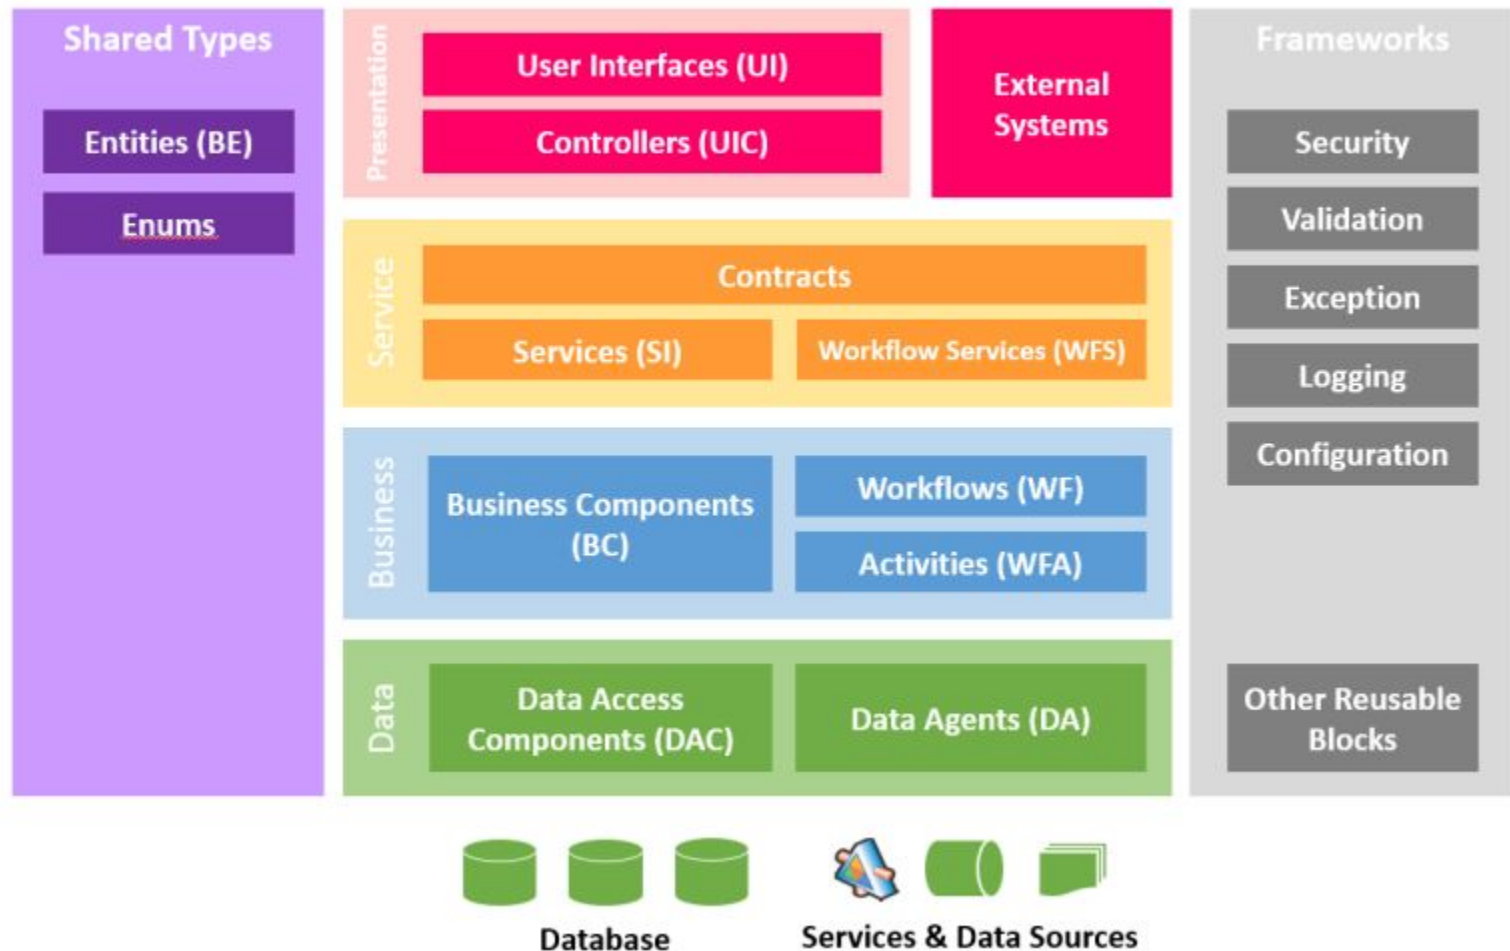 Shared Types
Entities (BE)
Enums
Presentation
User Interfaces (UI)
Controllers (UIC)
External
Systems
Service
Contracts
Services (SI)
Workflow Services (WFS)
Business
Business Components
(BC)
Workflows (WF)
Activities (WFA)
Data
Data Access
Components (DAC)
Data Agents (DA)
Frameworks
Security
Validation
Exception
Logging
Configuration
Other Reusable
Blocks
Database
Services & Data Sources